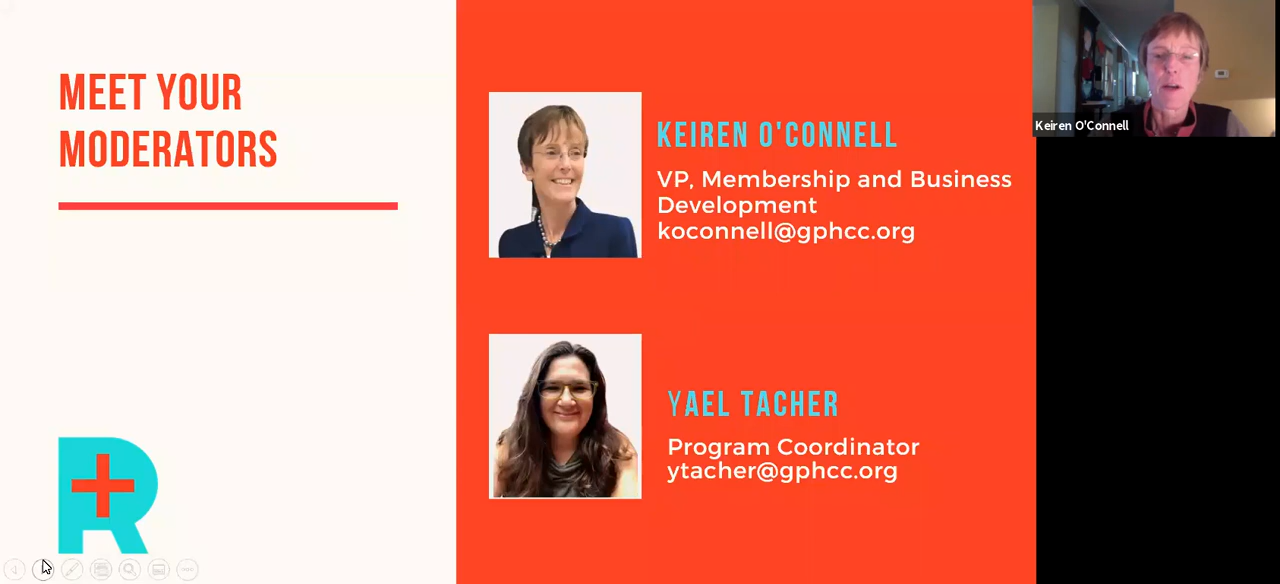 MEET YOUR
MODERATORS
KEIREN O'CONNELL
VP, Membership and Business
Development
koconnell@gphcc.org
YAEL TACHER
Program Coordinator
ytacher@gphcc.org
R
Keiren O'Connell